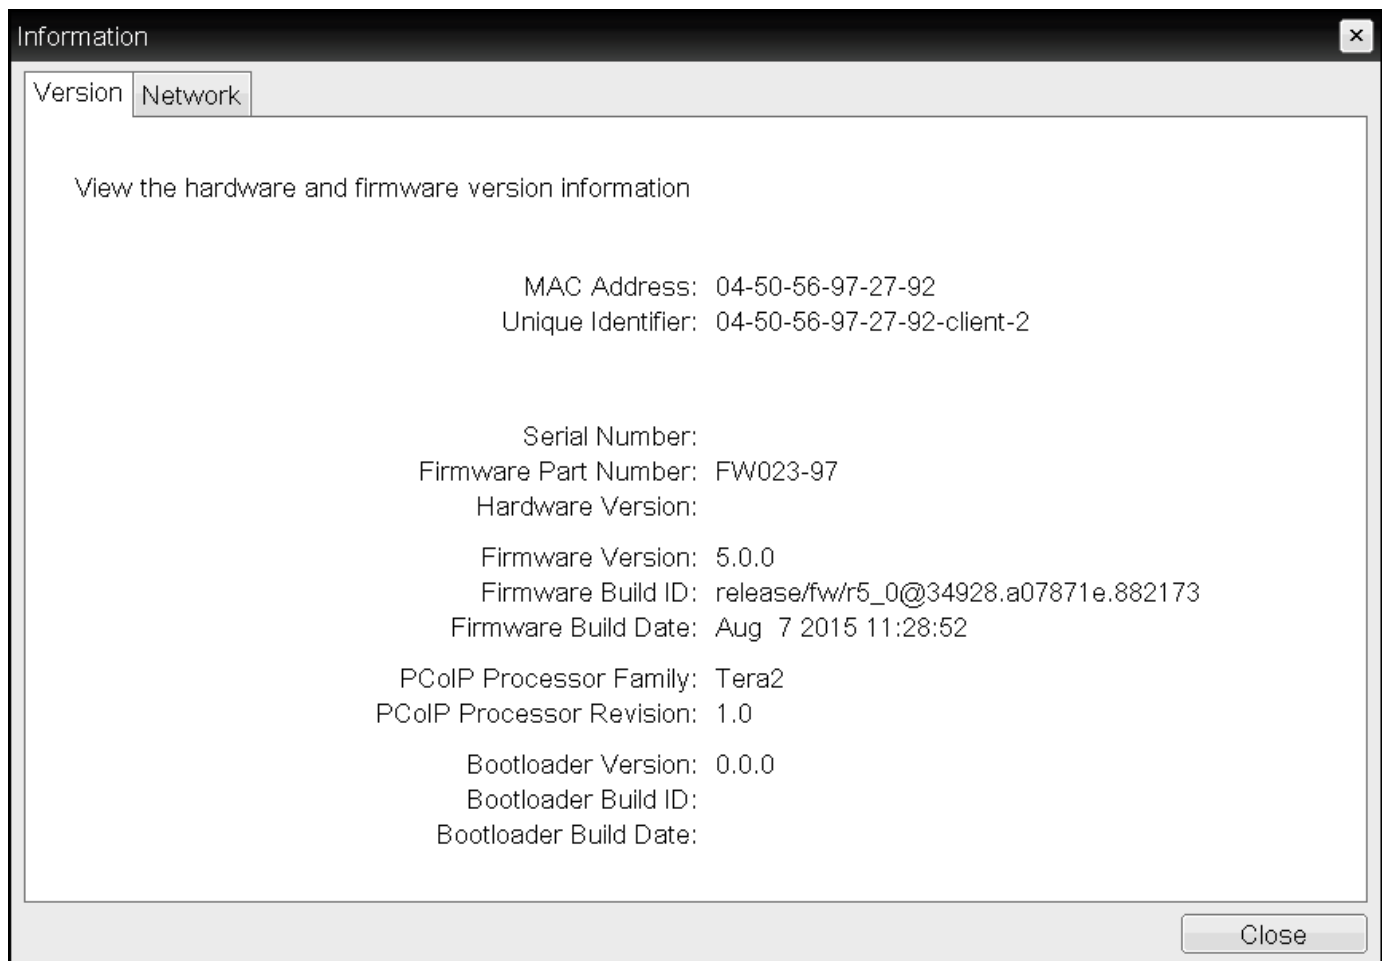 Information
Version Network
View the hardware and firmware version information
MAC Address: 04-50-56-97-27-92
Unique Identifier: 04-50-56-97-27-92-client-2
Serial Number:
Firmware Part Number: FW023-97
Hardware Version:
Firmware Version: 5.0.0
Firmware Build ID: release/fw/r5_0@34928.a07871e.882173
Firmware Build Date: Aug  7 2015 11:28:52
PCoIP Processor Family: Tera2
PCoIP Processor Revision: 1.0
Bootloader Version: 0.0.0
Bootloader Build ID:
Bootloader Build Date:
Close